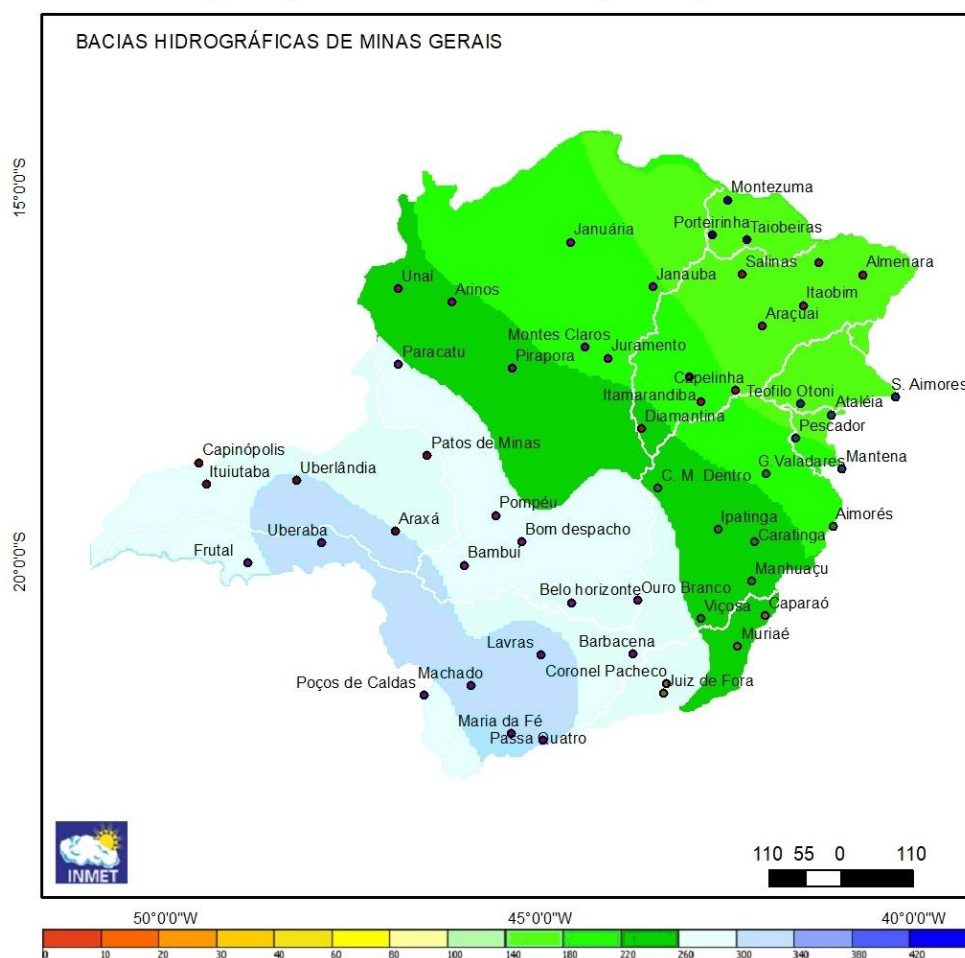 BACIAS HIDROGRÁFICAS DE MINAS GERAIS
15°0'0"S
Montezuma
Porteirinha
Taiobeiras
Januária
Salinas
Almenara
Unaí
Janaúba
Arinos
Itaobim
Araçuai
Montes Claros
Juramento
Paracatu
Pirapora
Capelinha
S. Aimores
Itamarandiba
Teofilo Otoni
Ataléia
Diamantina
Pescador
Patos de Minas
Capinópolis
Mantena
Ituiutaba
Uberlândia
G.Valadares
C. M. Dentro
Pompéu
Araxá
Ipatinga
Aimorés
Uberaba
Bom despacho
Caratinga
20°0'0"S
Frutal
Bambuí
Manhuaçu
Belo horizonte
Ouro Branco
Viçosa
Caparaó
Lavras
Barbacena
Muriaé
Machado
Coronel Pacheco
Poços de Caldas
Juiz de Fora
Maria da Fé
Passa Quatro
INMET
110 55 0 110
50°0'0"W 45°0'0"W 40°0'0"W
0 10 20 30 40 60 80 100 140 180 220 260 300 340 380 420